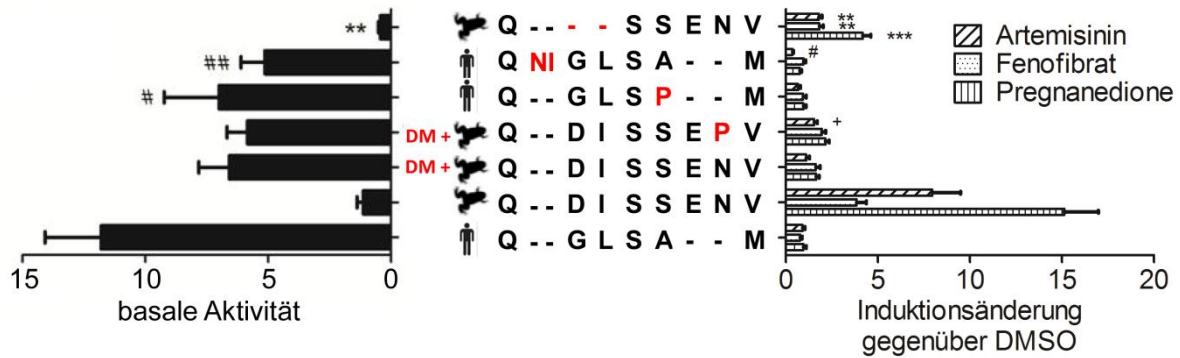 ** Q - - - - S S E N V ** ** ***
## Q NI G L S A - - M #
# Q - - G L S P - - M
DM + Q - - D I S S E P V +
DM + Q - - D I S S E N V
Q - - D I S S E N V
Q - - G L S A - - M
Artemisinin
Fenofibrat
Pregnanedione
15 10 5 0
basale Aktivität
0 5 10 15 20
Induktionsänderung
gegenüber DMSO